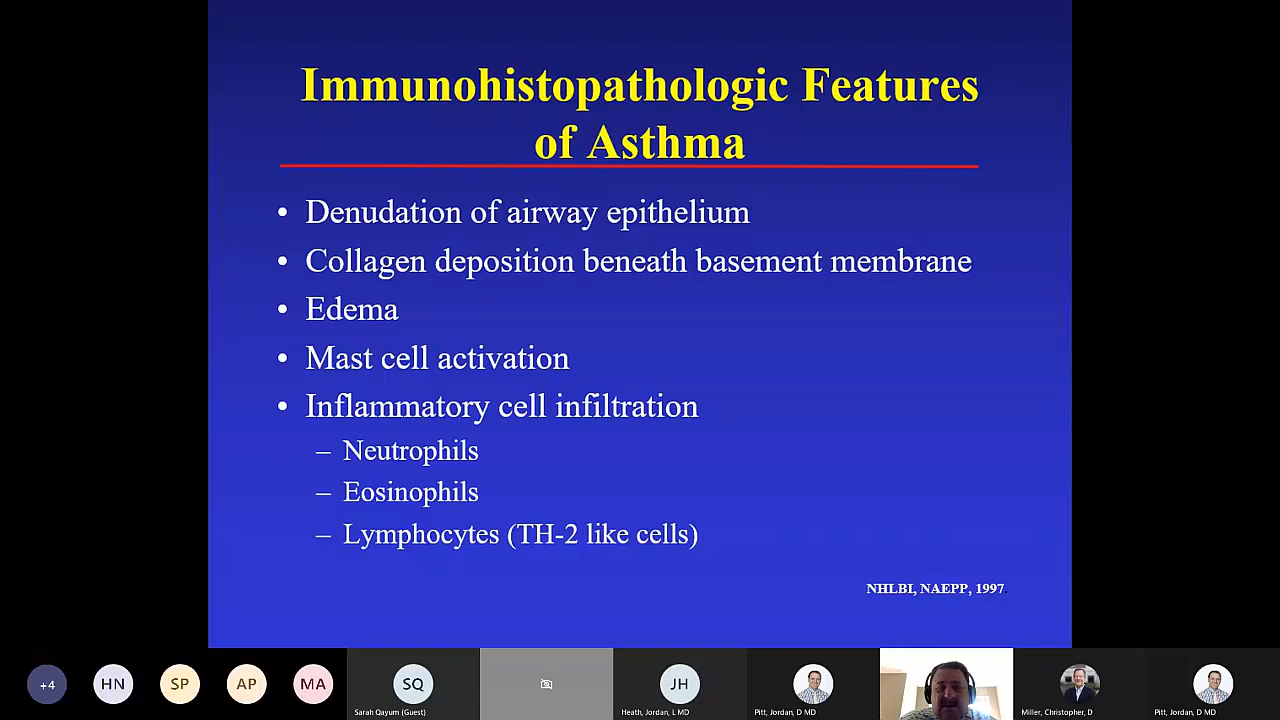 Immunohistopathologic Features
of Asthma
• Denudation of airway epithelium
• Collagen deposition beneath basement membrane
• Edema
• Mast cell activation
• Inflammatory cell infiltration
– Neutrophils
– Eosinophils
– Lymphocytes (TH-2 like cells)
NHLBI, NAEPP, 1997.
+4
HN
SP
AP
MA
SQ
JH
Sarah Qayum (Guest)
Heath, Jordan, L MD
Pitt, Jordan, D MD
Miller, Christopher, D
Pitt, Jordan, D MD